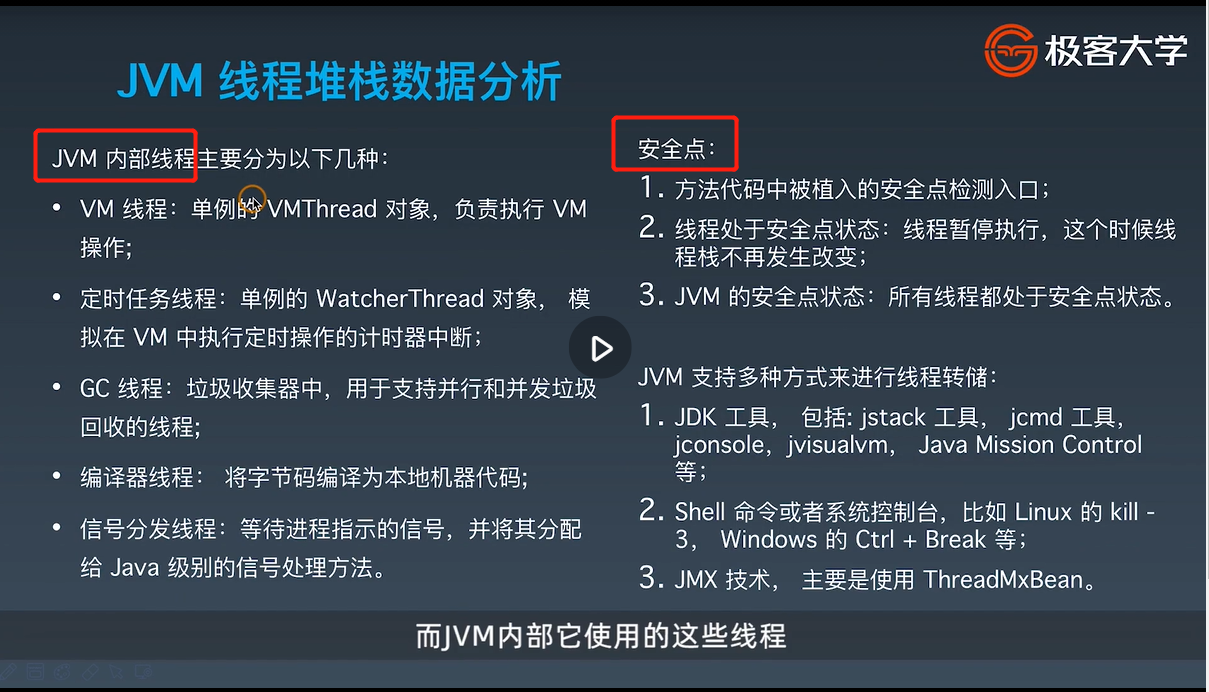 极客大学
JVM 线程堆栈数据分析
JVM 内部线程主要分为以下几种：
• VM 线程：单例的 VMThread 对象，负责执行 VM
操作;
• 定时任务线程：单例的 WatcherThread 对象， 模
拟在 VM 中执行定时操作的计时器中断；
• GC 线程：垃圾收集器中，用于支持并行和并发垃圾
回收的线程;
• 编译器线程： 将字节码编译为本地机器代码;
• 信号分发线程：等待进程指示的信号，并将其分配
给 Java 级别的信号处理方法。
安全点：
1. 方法代码中被植入的安全点检测入口；
2. 线程处于安全点状态：线程暂停执行，这个时候线
程栈不再发生改变；
3. JVM 的安全点状态：所有线程都处于安全点状态。
JVM 支持多种方式来进行线程转储：
1. JDK 工具， 包括: jstack 工具， jcmd 工具，
jconsole，jvisualvm， Java Mission Control
等；
2. Shell 命令或者系统控制台，比如 Linux 的 kill -
3， Windows 的 Ctrl + Break 等；
3. JMX 技术， 主要是使用 ThreadMxBean。
而JVM内部它使用的这些线程